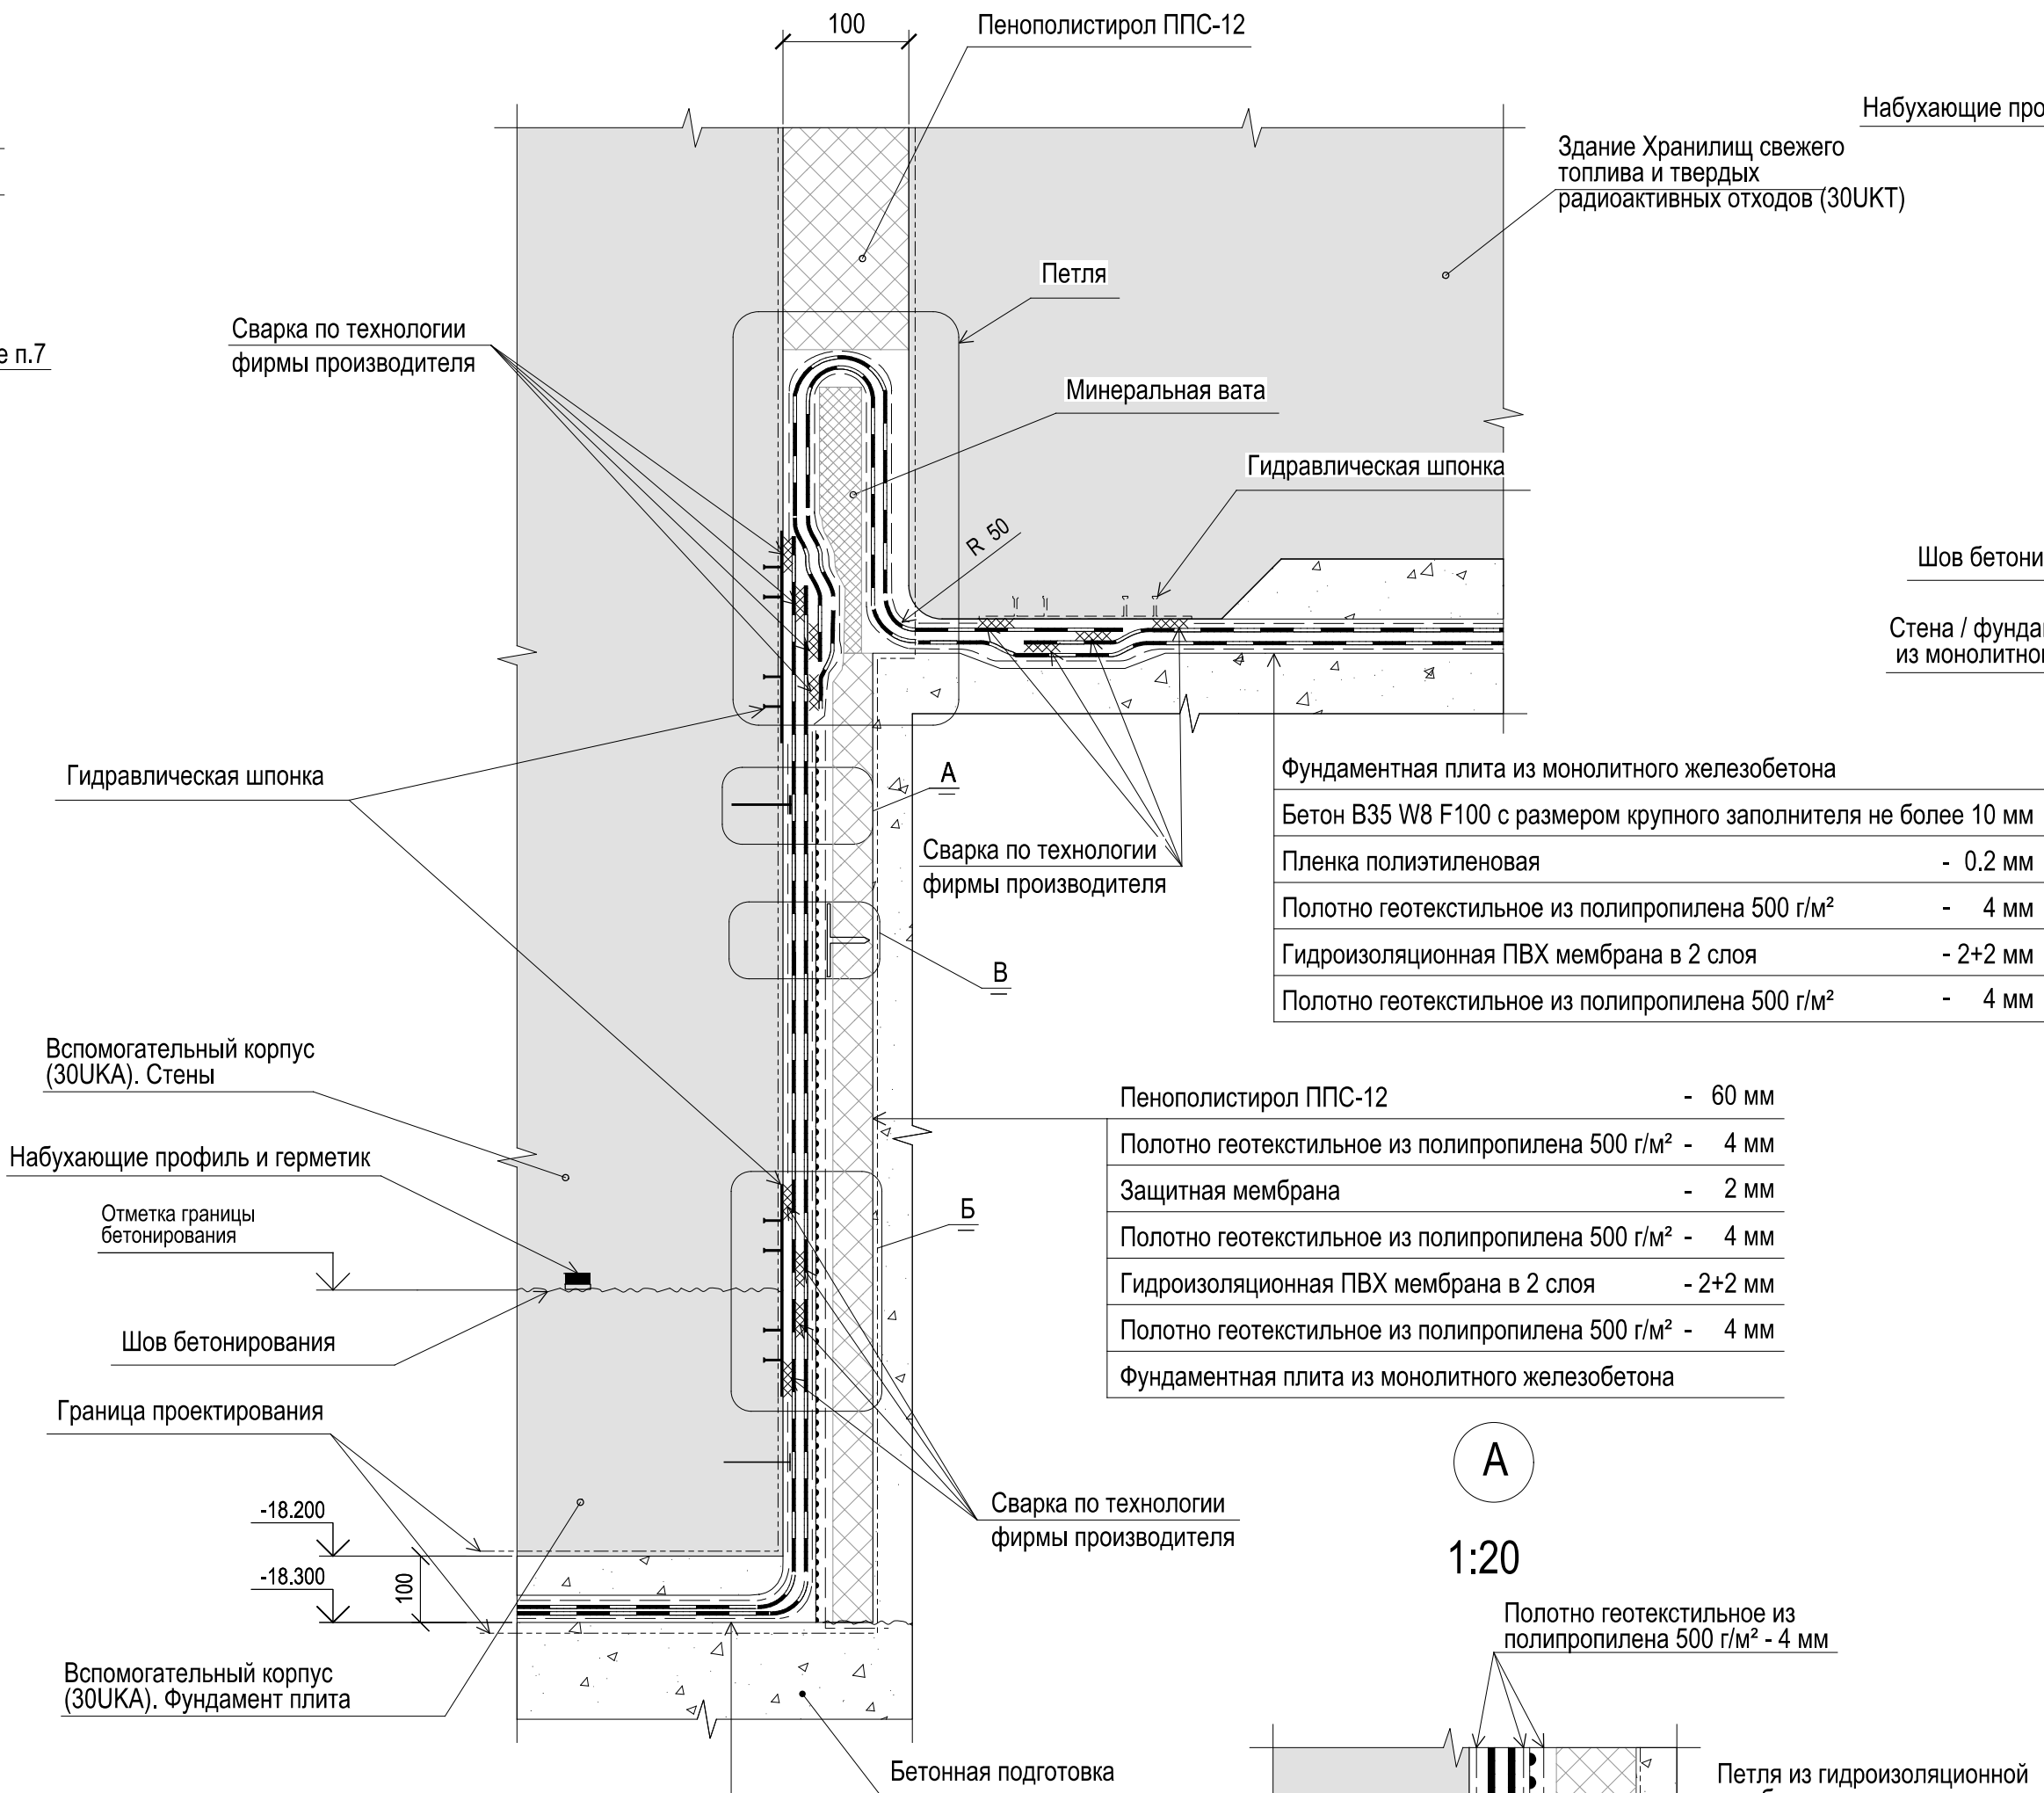 100
Пенополистирол ППС-12
Набухающие про
Здание Хранилищ свежего
топлива и твердых
радиоактивных отходов (30UKT)
Петля
Сварка по технологии
фирмы производителя
е п.7
Минеральная вата
Гидравлическая шпонка
R 50
Шов бетони
Стена / фунда
из монолитно
Гидравлическая шпонка
А
Фундаментная плита из монолитного железобетона
Бетон В35 W8 F100 с размером крупного заполнителя не более 10 мм
Пленка полиэтиленовая - 0.2 мм
Полотно геотекстильное из полипропилена 500 г/м² - 4 мм
Гидроизоляционная ПВХ мембрана в 2 слоя - 2+2 мм
Полотно геотекстильное из полипропилена 500 г/м² - 4 мм
Сварка по технологии
фирмы производителя
В
Вспомогательный корпус
(30UKA). Стены
Набухающие профиль и герметик
Отметка границы
бетонирования
Шов бетонирования
Граница проектирования
Пенополистирол ППС-12 - 60 мм
Полотно геотекстильное из полипропилена 500 г/м² - 4 мм
Защитная мембрана - 2 мм
Полотно геотекстильное из полипропилена 500 г/м² - 4 мм
Гидроизоляционная ПВХ мембрана в 2 слоя - 2+2 мм
Полотно геотекстильное из полипропилена 500 г/м² - 4 мм
Фундаментная плита из монолитного железобетона
Б
А
1:20
Сварка по технологии
фирмы производителя
-18.200
-18.300
100
Вспомогательный корпус
(30UKA). Фундамент плита
Бетонная подготовка
Полотно геотекстильное из
полипропилена 500 г/м² - 4 мм
Петля из гидроизоляционной